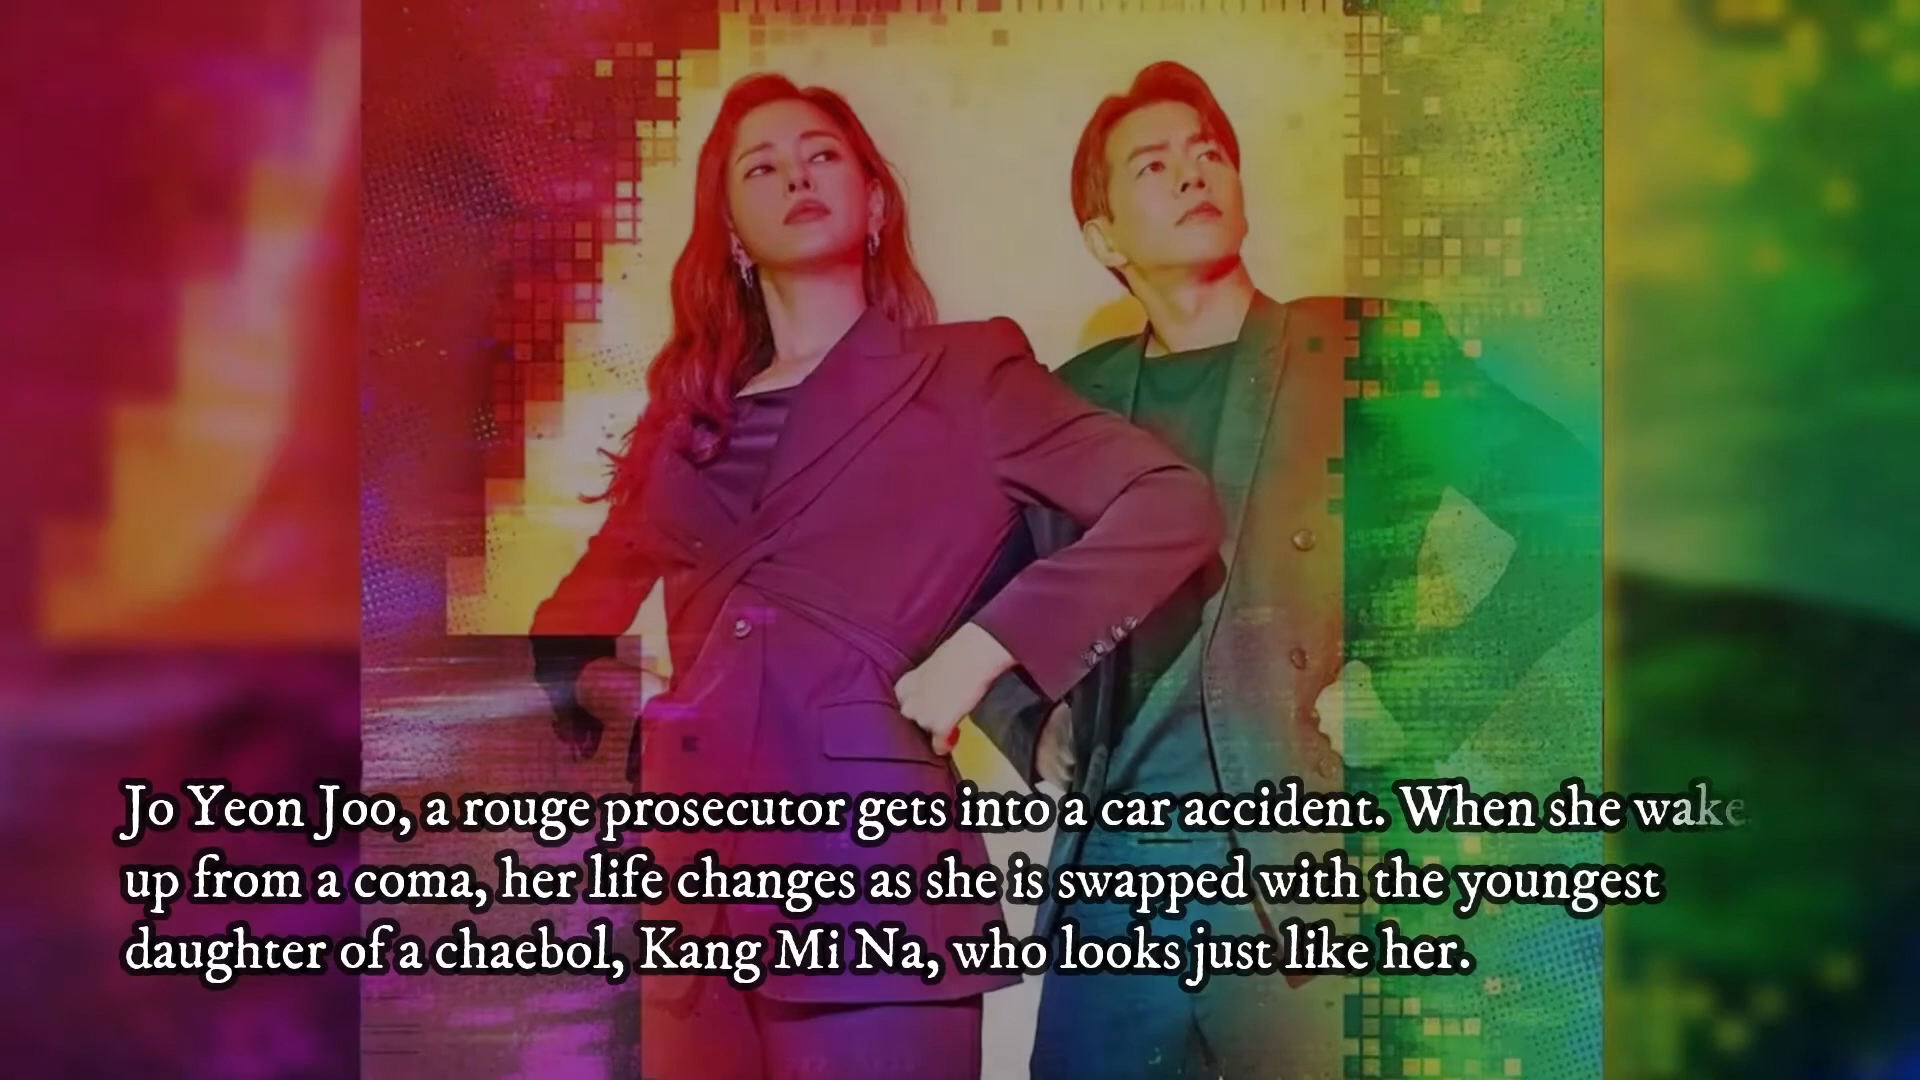 Jo Yeon Joo, a rouge prosecutor gets into a car accident. When she wake
up from a coma, her life changes as she is swapped with the youngest
daughter of a chaebol, Kang Mi Na, who looks just like her.